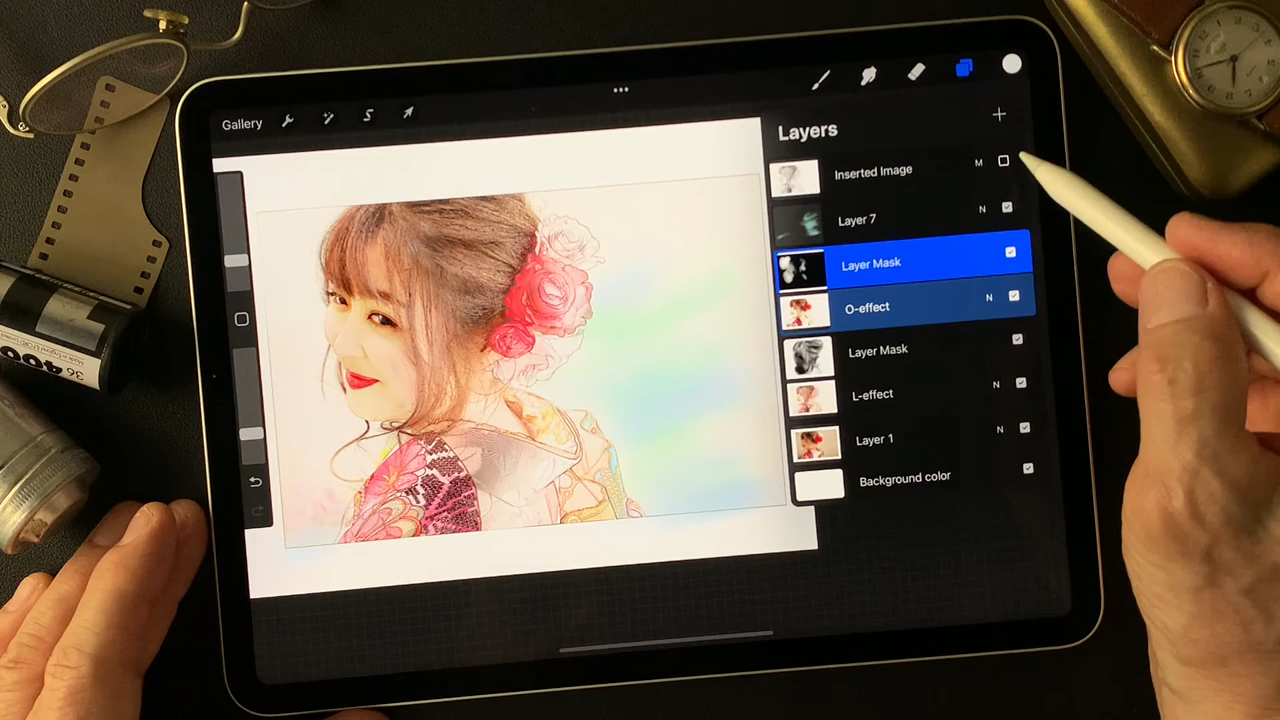 Gallery
Layers
Inserted Image M
Layer 7 N
Layer Mask
O-effect N
Layer Mask
L-effect N
Layer 1 N
Background color
36
400